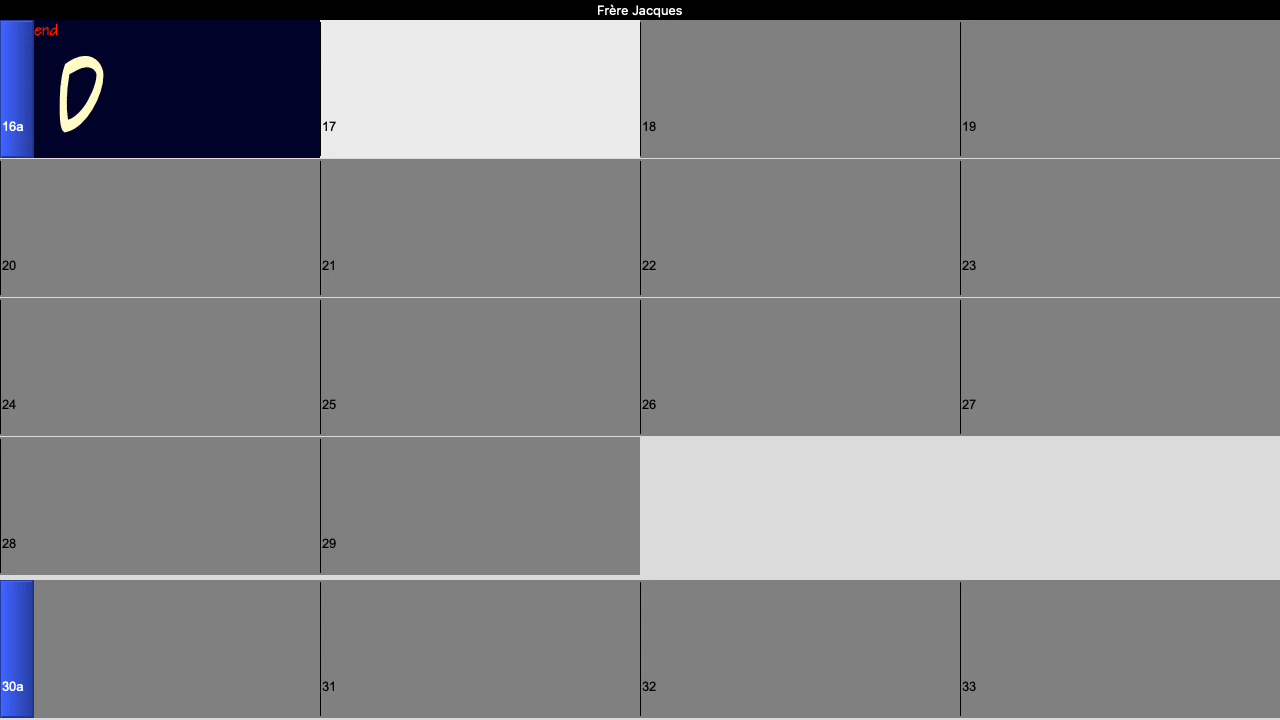 Frère Jacques
end
D
16a 17 18 19
20 21 22 23
24 25 26 27
28 29
30a 31 32 33